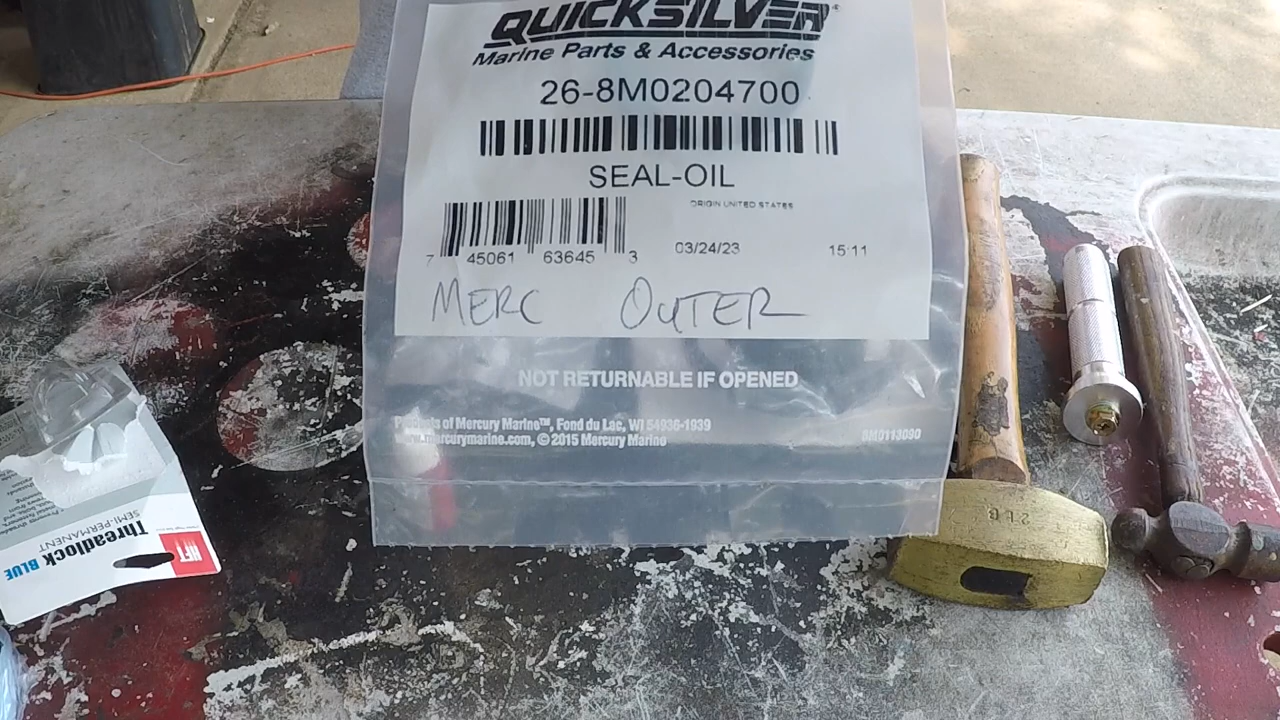 QUICKSILVER
Marine Parts & Accessories
26-8M0204700
SEAL-OIL
ORIGIN UNITED STATES
7 45061 63645 3
03/24/23
15:11
MERC OUTER
NOT RETURNABLE IF OPENED
Products of Mercury Marine™, Fond du Lac, WI 54936-1939
www.mercurymarine.com, © 2015 Mercury Marine
8M0113090
Threadlock BLUE
SEMI-PERMANENT